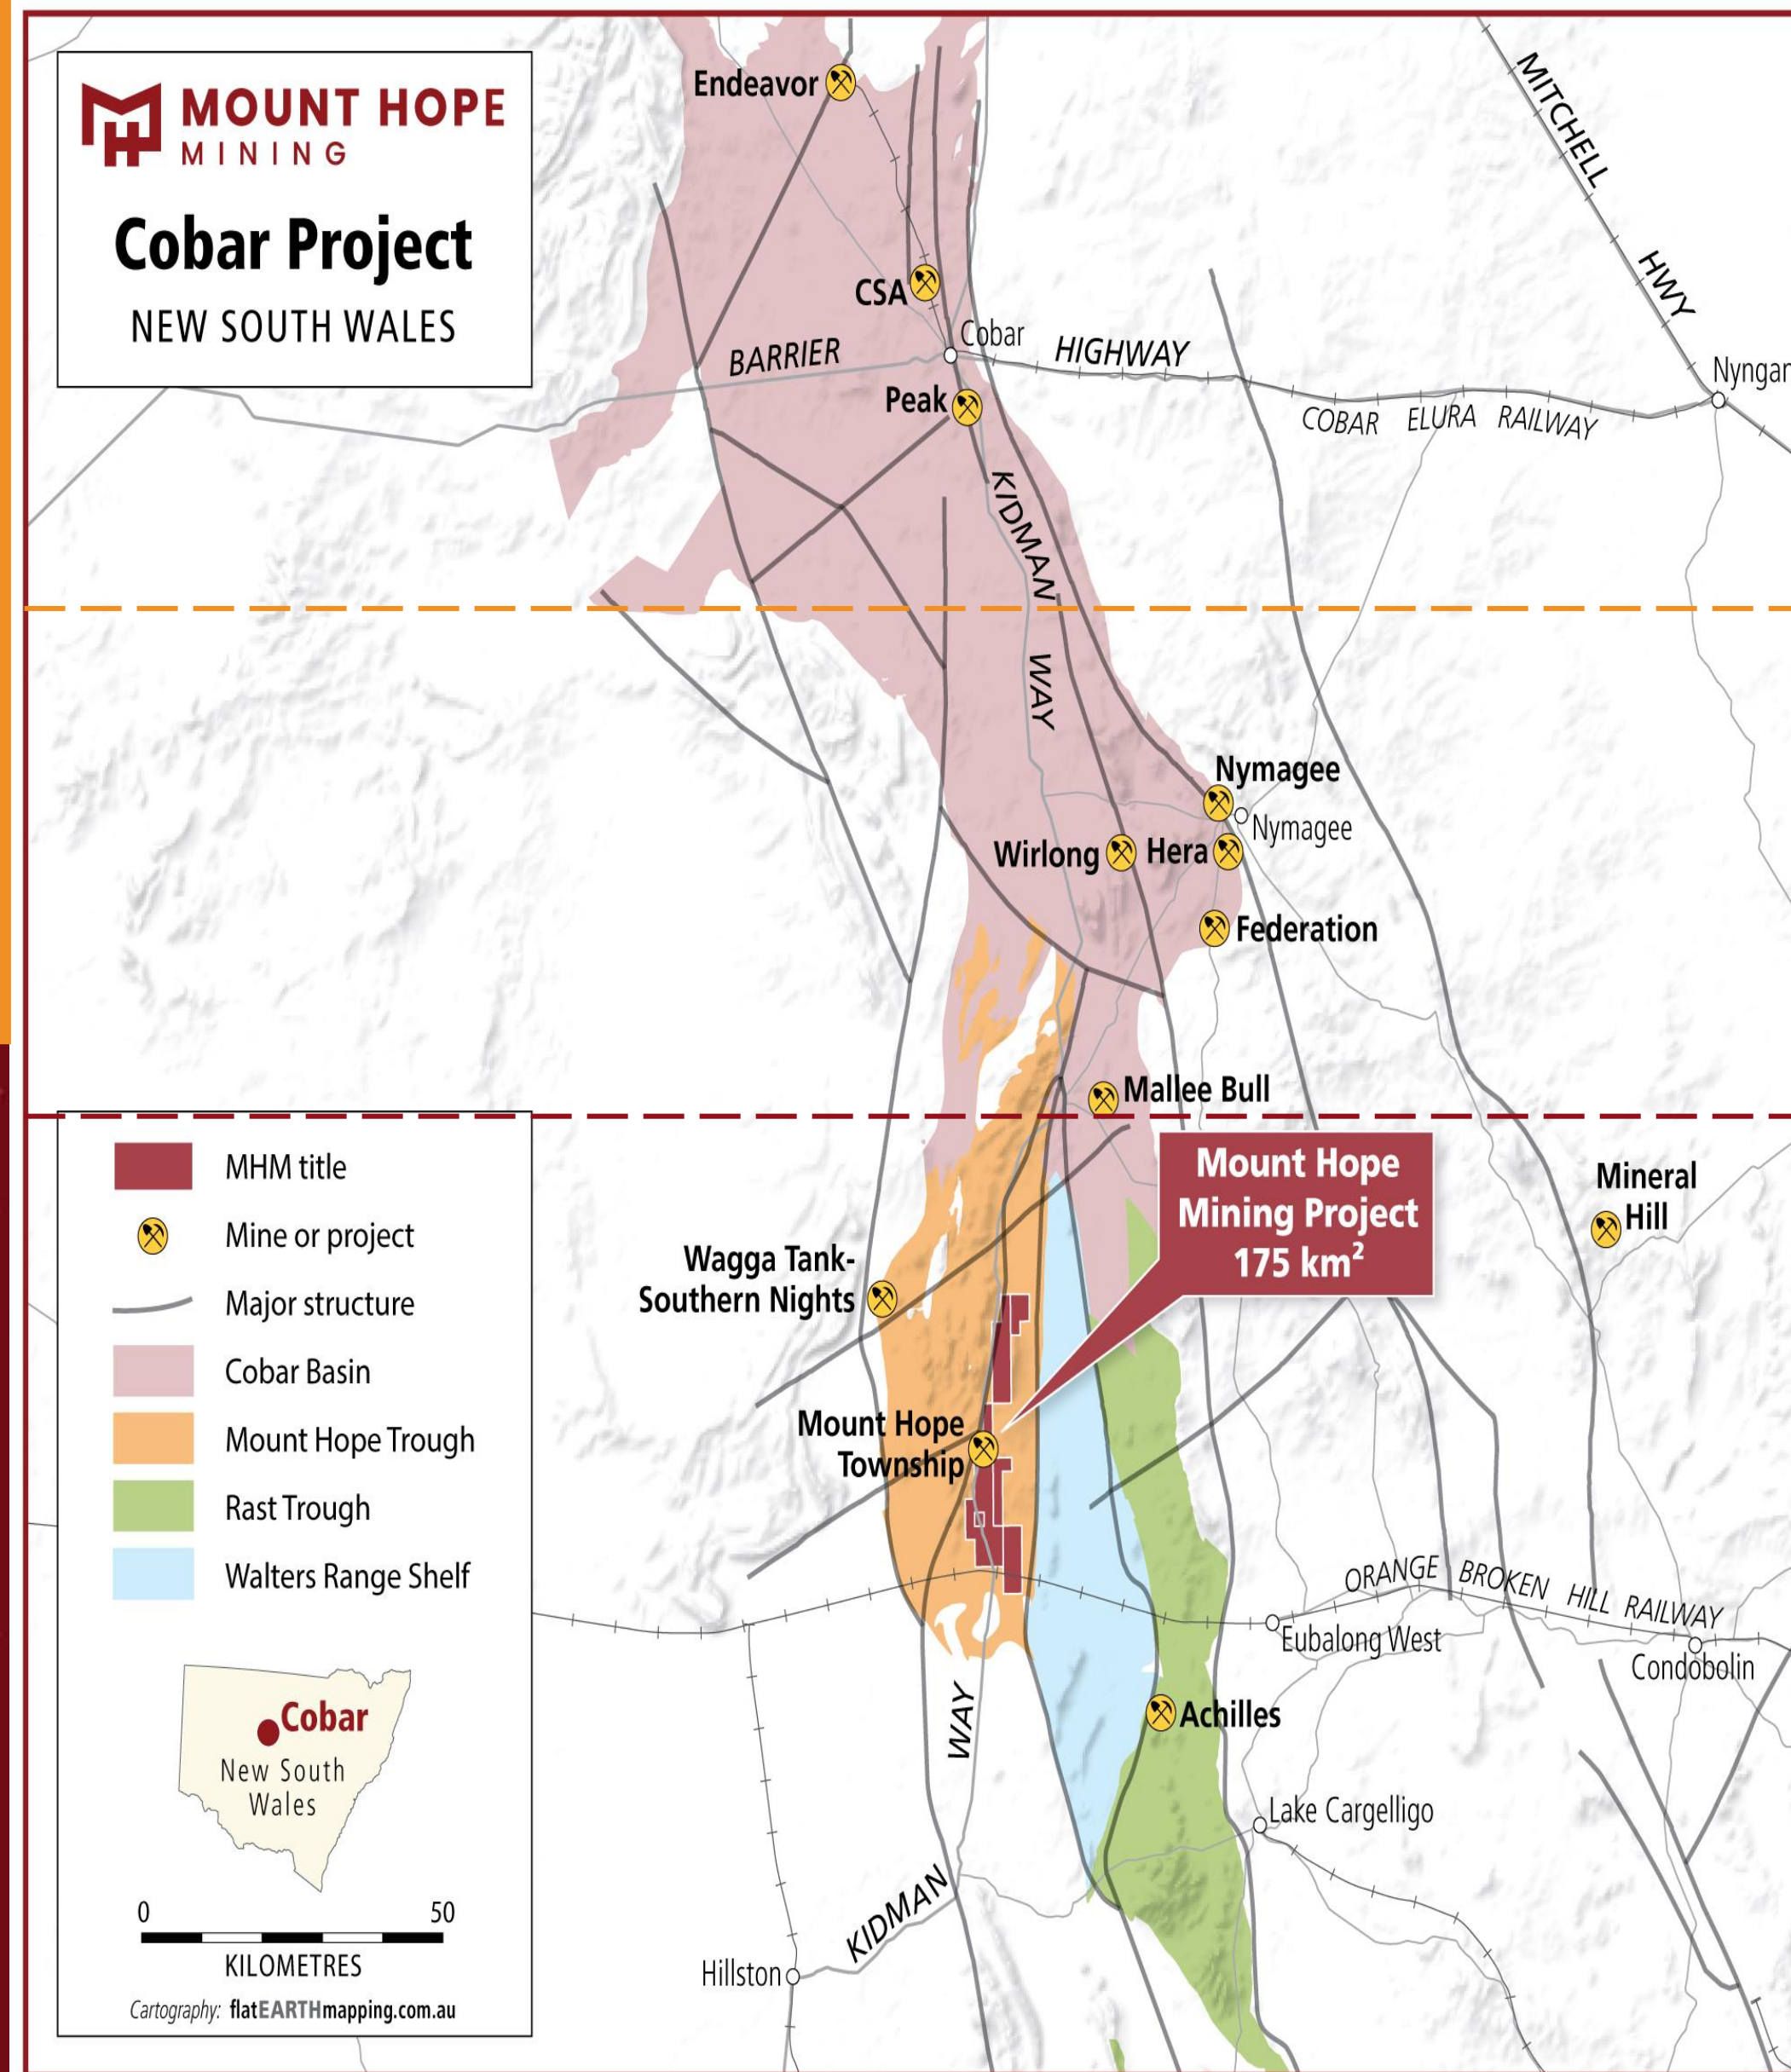 MOUNT HOPE
MINING
Cobar Project
NEW SOUTH WALES
Endeavor
CSA
Cobar
BARRIER
HIGHWAY
Peak
MITCHELL
HWY
COBAR ELURA RAILWAY
KIDMAN
WAY
Nymagee
Nymagee
Wirlong
Hera
Federation
Mallee Bull
Mount Hope
Mining Project
175 km²
Mineral
Hill
Wagga Tank-
Southern Nights
Mount Hope
Township
ORANGE BROKEN HILL RAILWAY
Eubalong West
Condobolin
Achilles
WAY
Lake Cargelligo
KIDMAN
Hillston
MHM title
Mine or project
Major structure
Cobar Basin
Mount Hope Trough
Rast Trough
Walters Range Shelf
Cobar
New South
Wales
0 50
KILOMETRES
Cartography: flatEARTHmapping.com.au